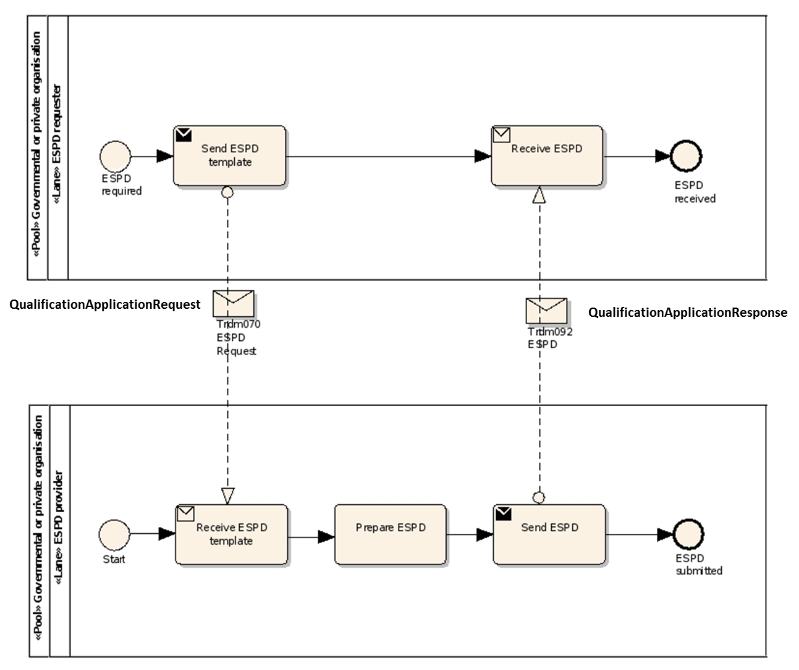 «Pool» Governmental or private organisation
«Lane» ESPD requester
ESPD
required
Send ESPD
template
Receive ESPD
ESPD
received
QualificationApplicationRequest
Trdm070
ESPD
Request
Trdm092
ESPD
QualificationApplicationResponse
«Pool» Governmental or private organisation
«Lane» ESPD provider
Start
Receive ESPD
template
Prepare ESPD
Send ESPD
ESPD
submitted